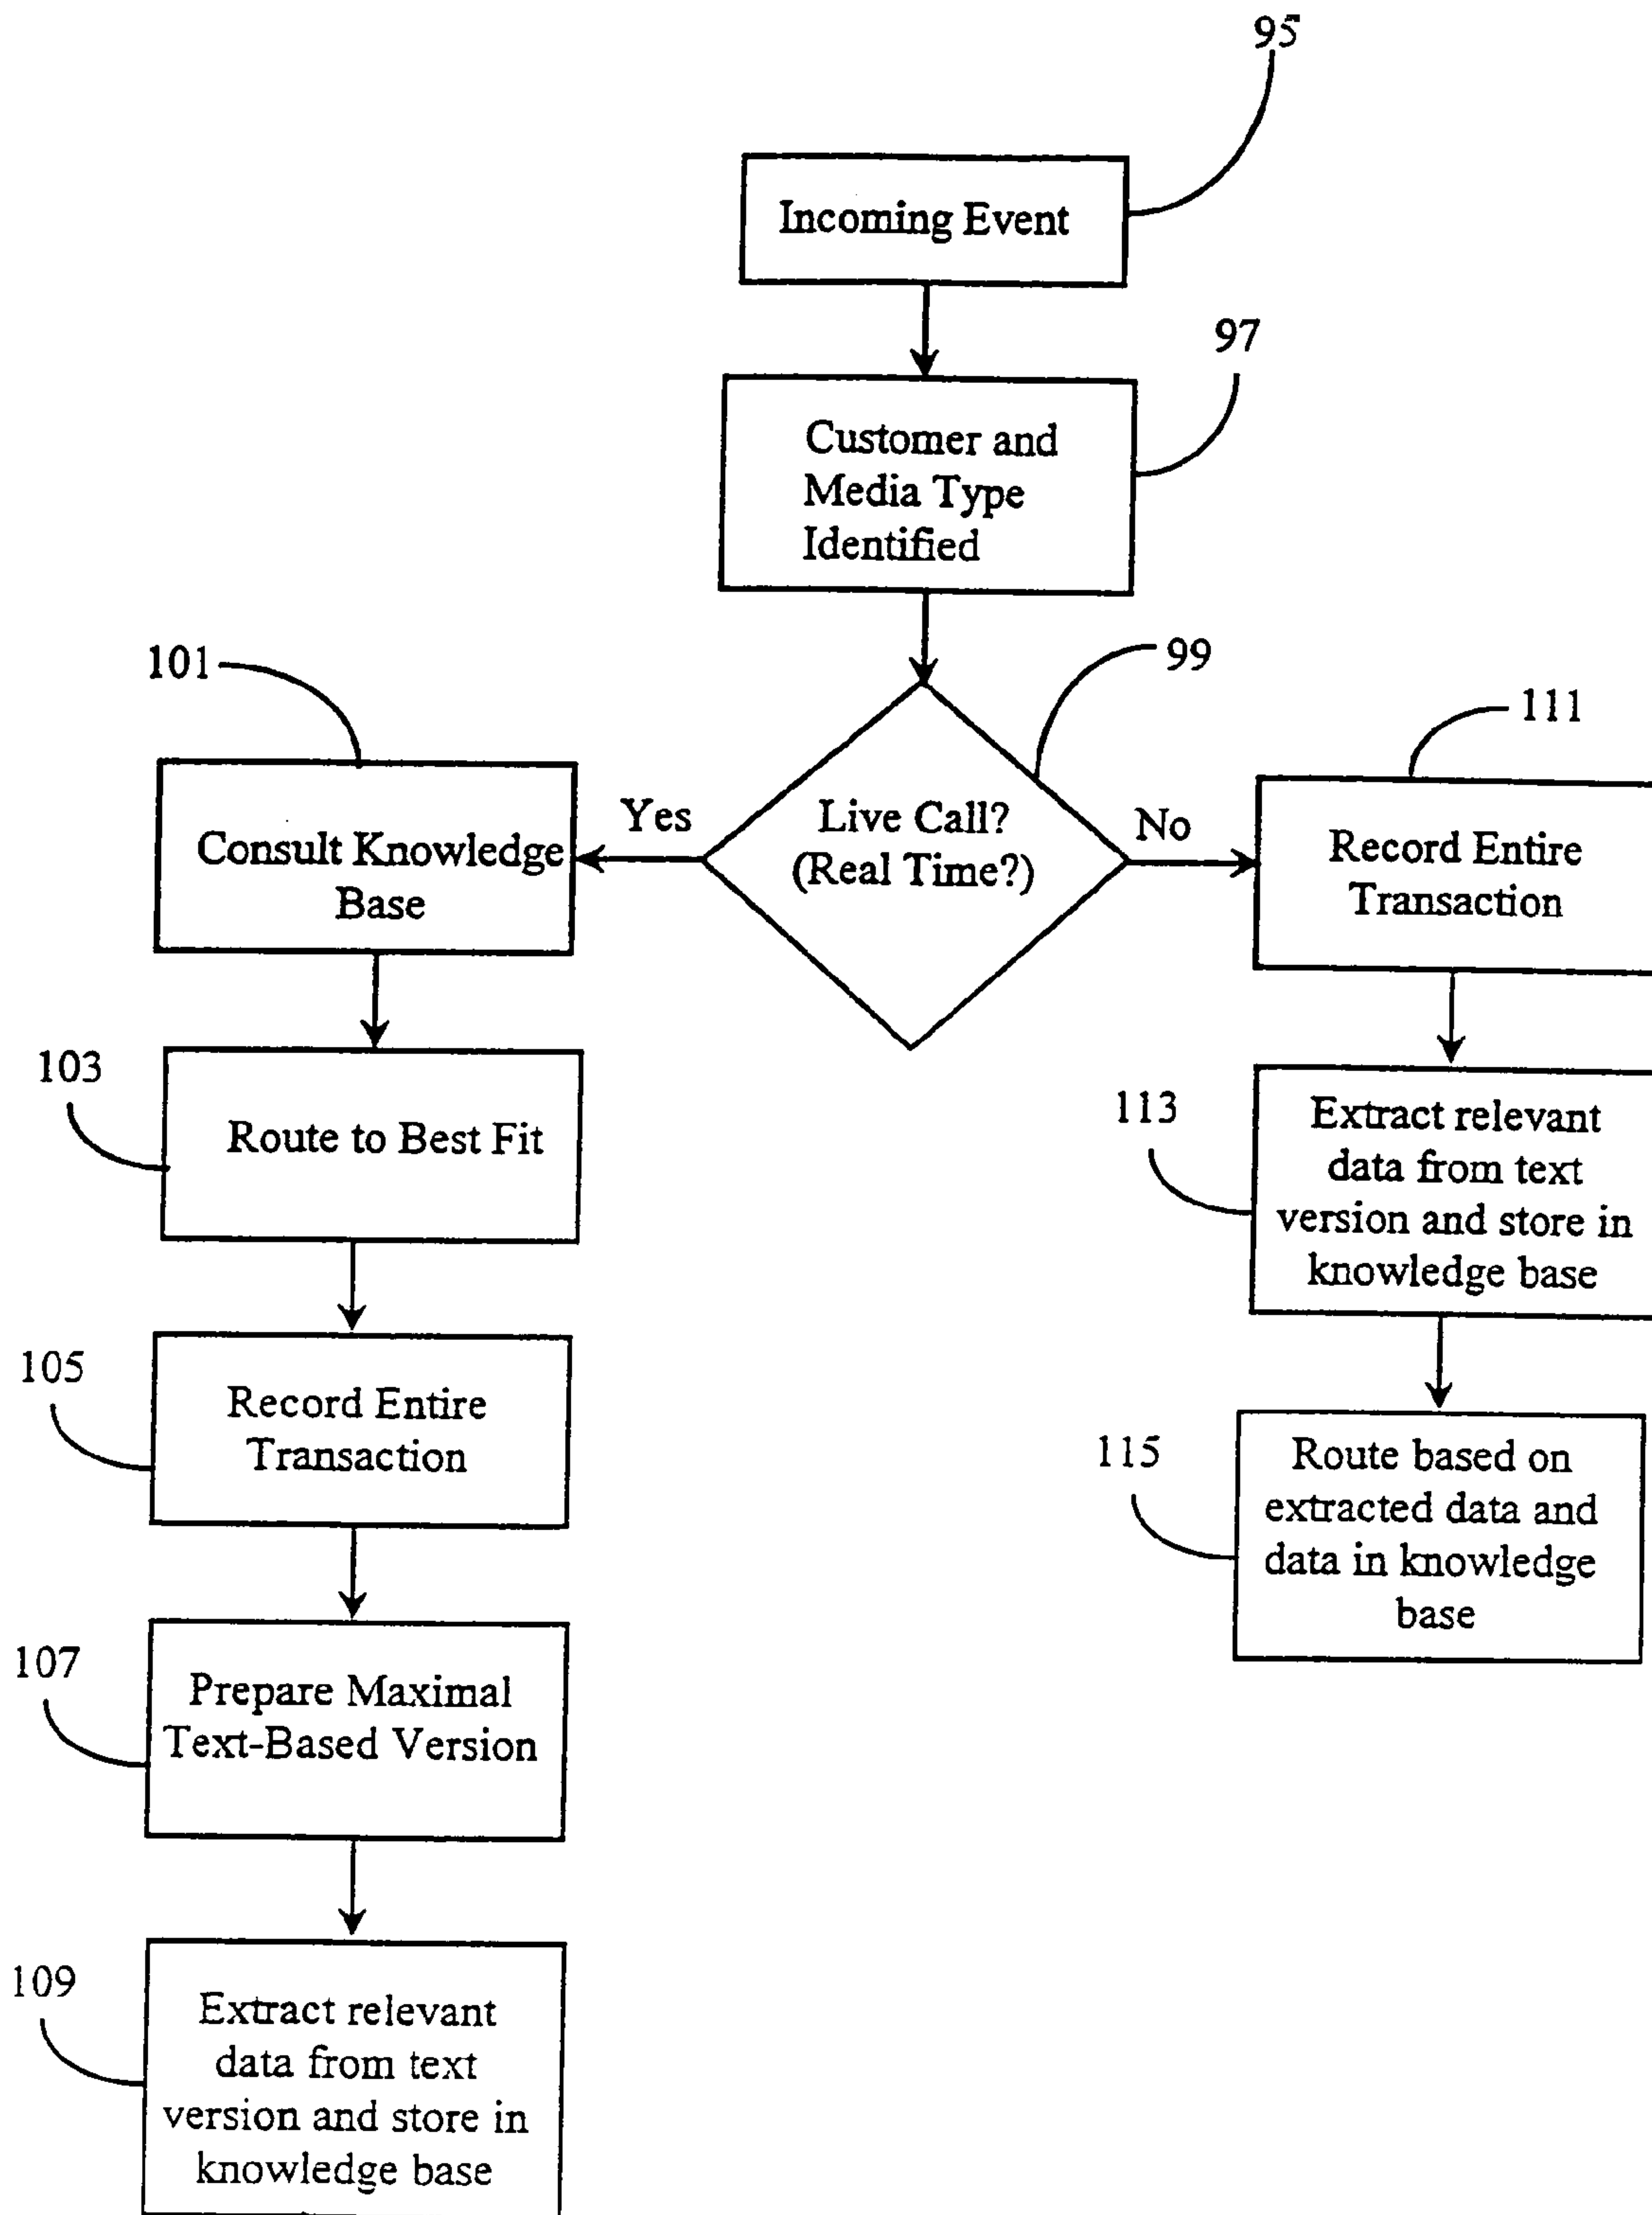 95
Incoming Event
97
Customer and
Media Type
Identified
99
Live Call?
(Real Time?)
Yes
No
101
Consult Knowledge
Base
103
Route to Best Fit
105
Record Entire
Transaction
107
Prepare Maximal
Text-Based Version
109
Extract relevant
data from text
version and store in
knowledge base
111
Record Entire
Transaction
113
Extract relevant
data from text
version and store in
knowledge base
115
Route based on
extracted data and
data in knowledge
base